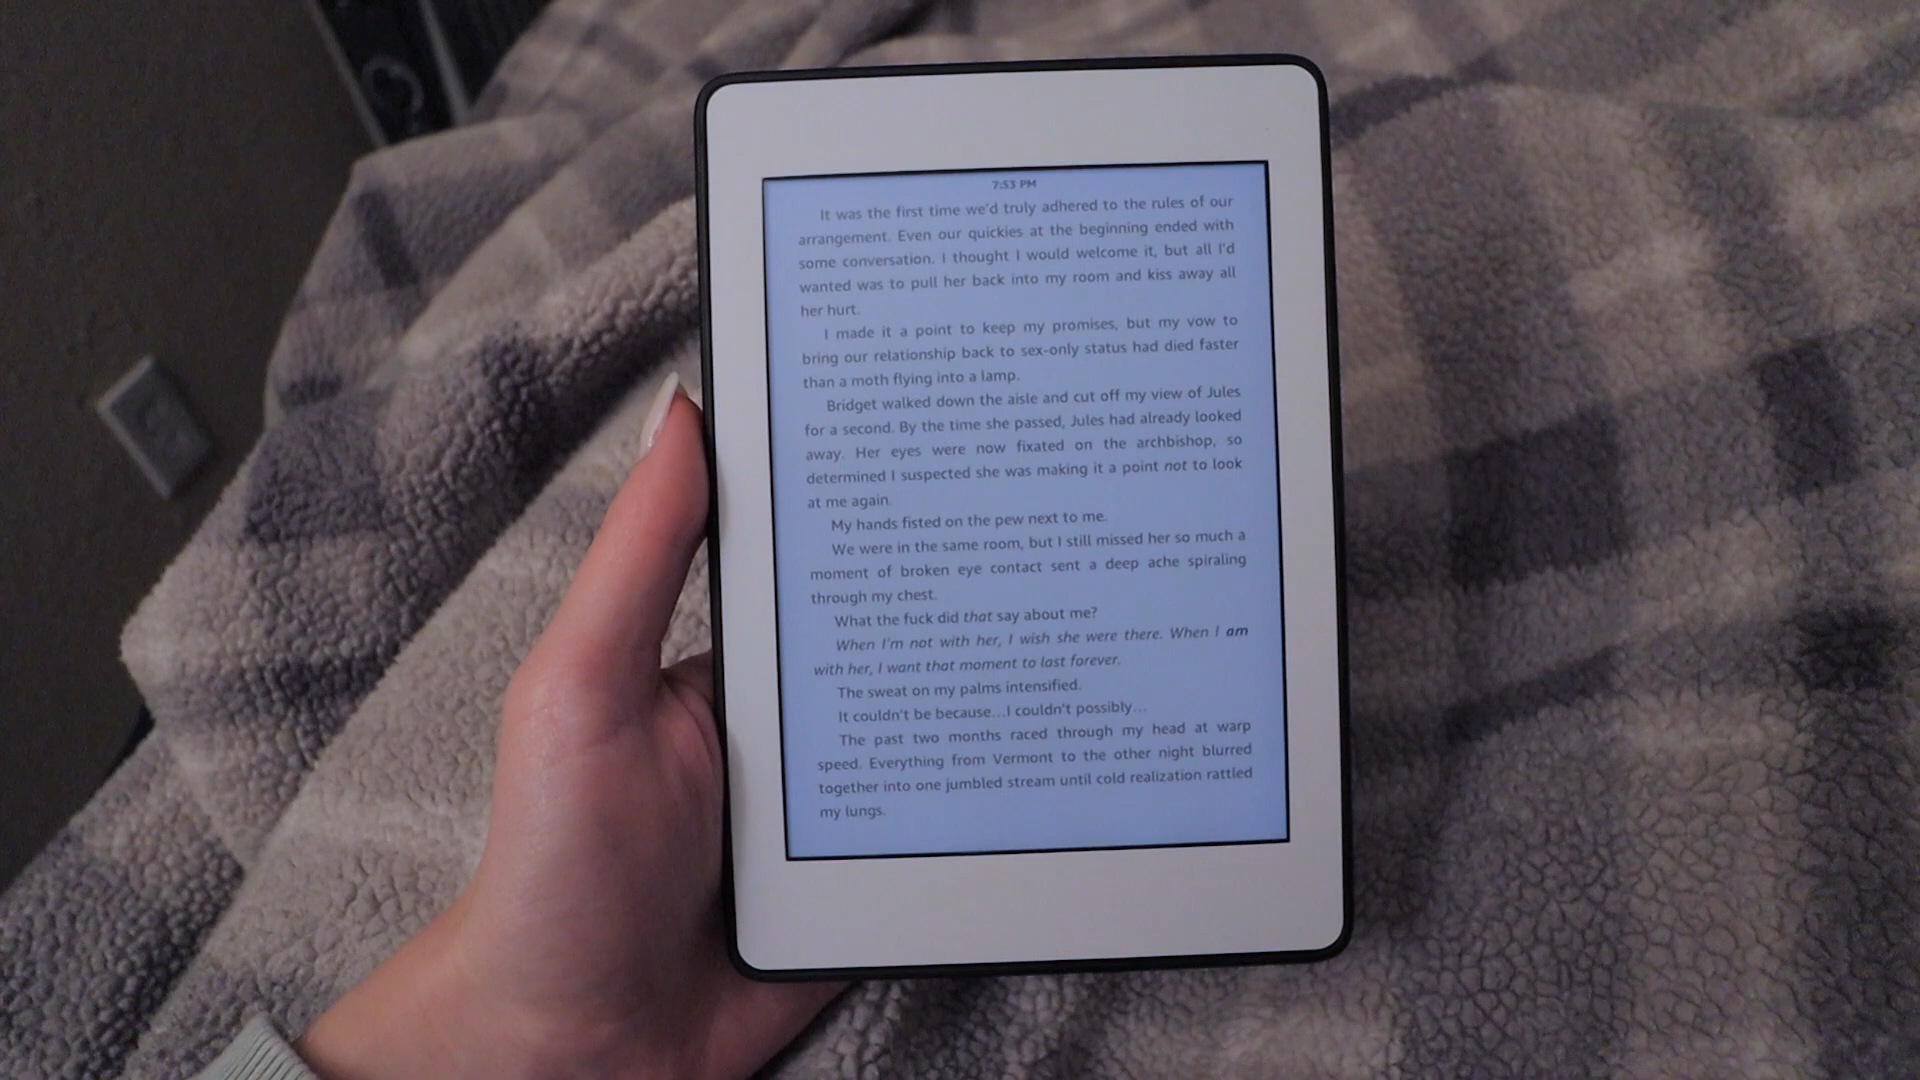 7:53 PM
It was the first time we'd truly adhered to the rules of our
arrangement. Even our quickies at the beginning ended with
some conversation. I thought I would welcome it, but all I'd
wanted was to pull her back into my room and kiss away all
her hurt.
I made it a point to keep my promises, but my vow to
bring our relationship back to sex-only status had died faster
than a moth flying into a lamp.
Bridget walked down the aisle and cut off my view of Jules
for a second. By the time she passed, Jules had already looked
away. Her eyes were now fixated on the archbishop, so
determined I suspected she was making it a point not to look
at me again.
My hands fisted on the pew next to me.
We were in the same room, but I still missed her so much a
moment of broken eye contact sent a deep ache spiraling
through my chest.
What the fuck did that say about me?
When I'm not with her, I wish she were there. When I am
with her, I want that moment to last forever.
The sweat on my palms intensified.
It couldn't be because…I couldn't possibly…
The past two months raced through my head at warp
speed. Everything from Vermont to the other night blurred
together into one jumbled stream until cold realization rattled
my lungs.